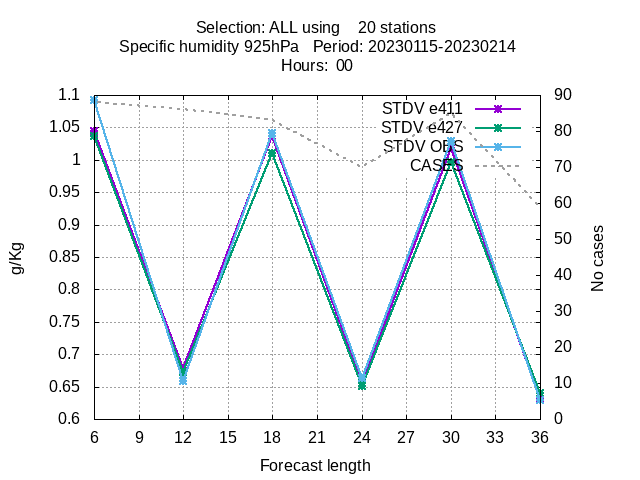 Selection: ALL using    20 stations
Specific humidity 925hPa   Period: 20230115-20230214
Hours:  00
g/Kg
1.1
1.05
1
0.95
0.9
0.85
0.8
0.75
0.7
0.65
0.6
STDV e411
STDV e427
STDV OBS
CASES
90
80
70
60
50
40
30
20
10
0
No cases
6 9 12 15 18 21 24 27 30 33 36
Forecast length